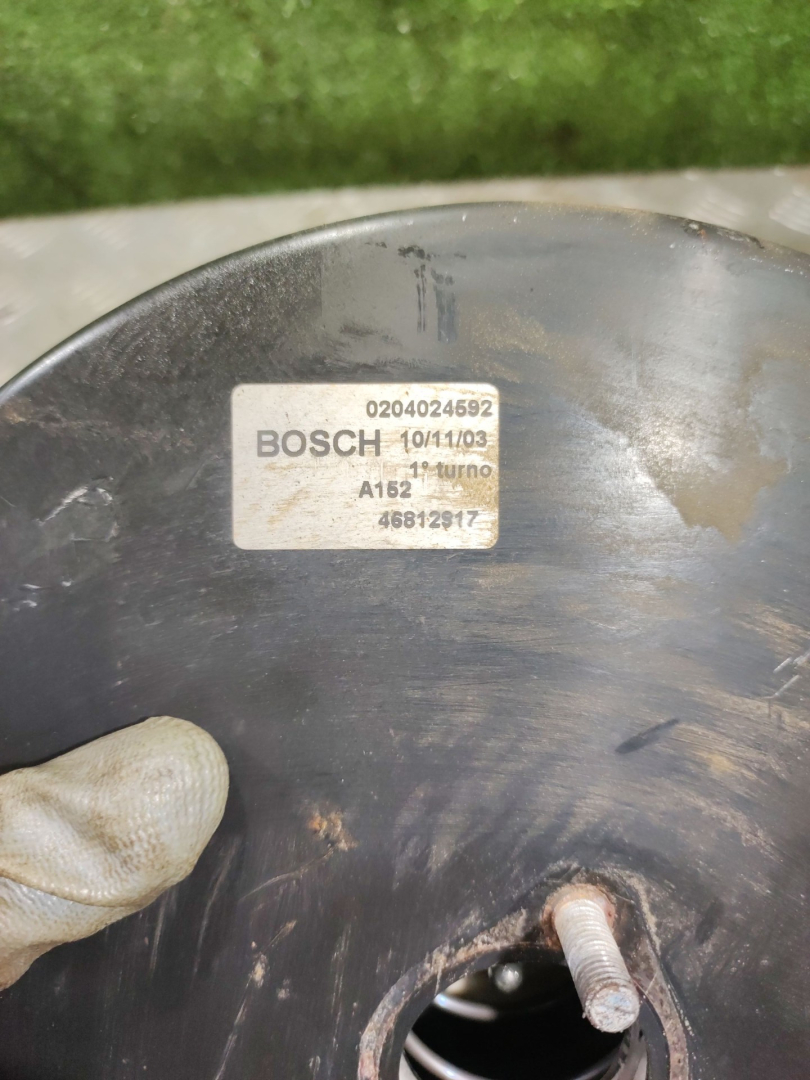 0204024592
BOSCH 10/11/03
1° turno
A152
46812917